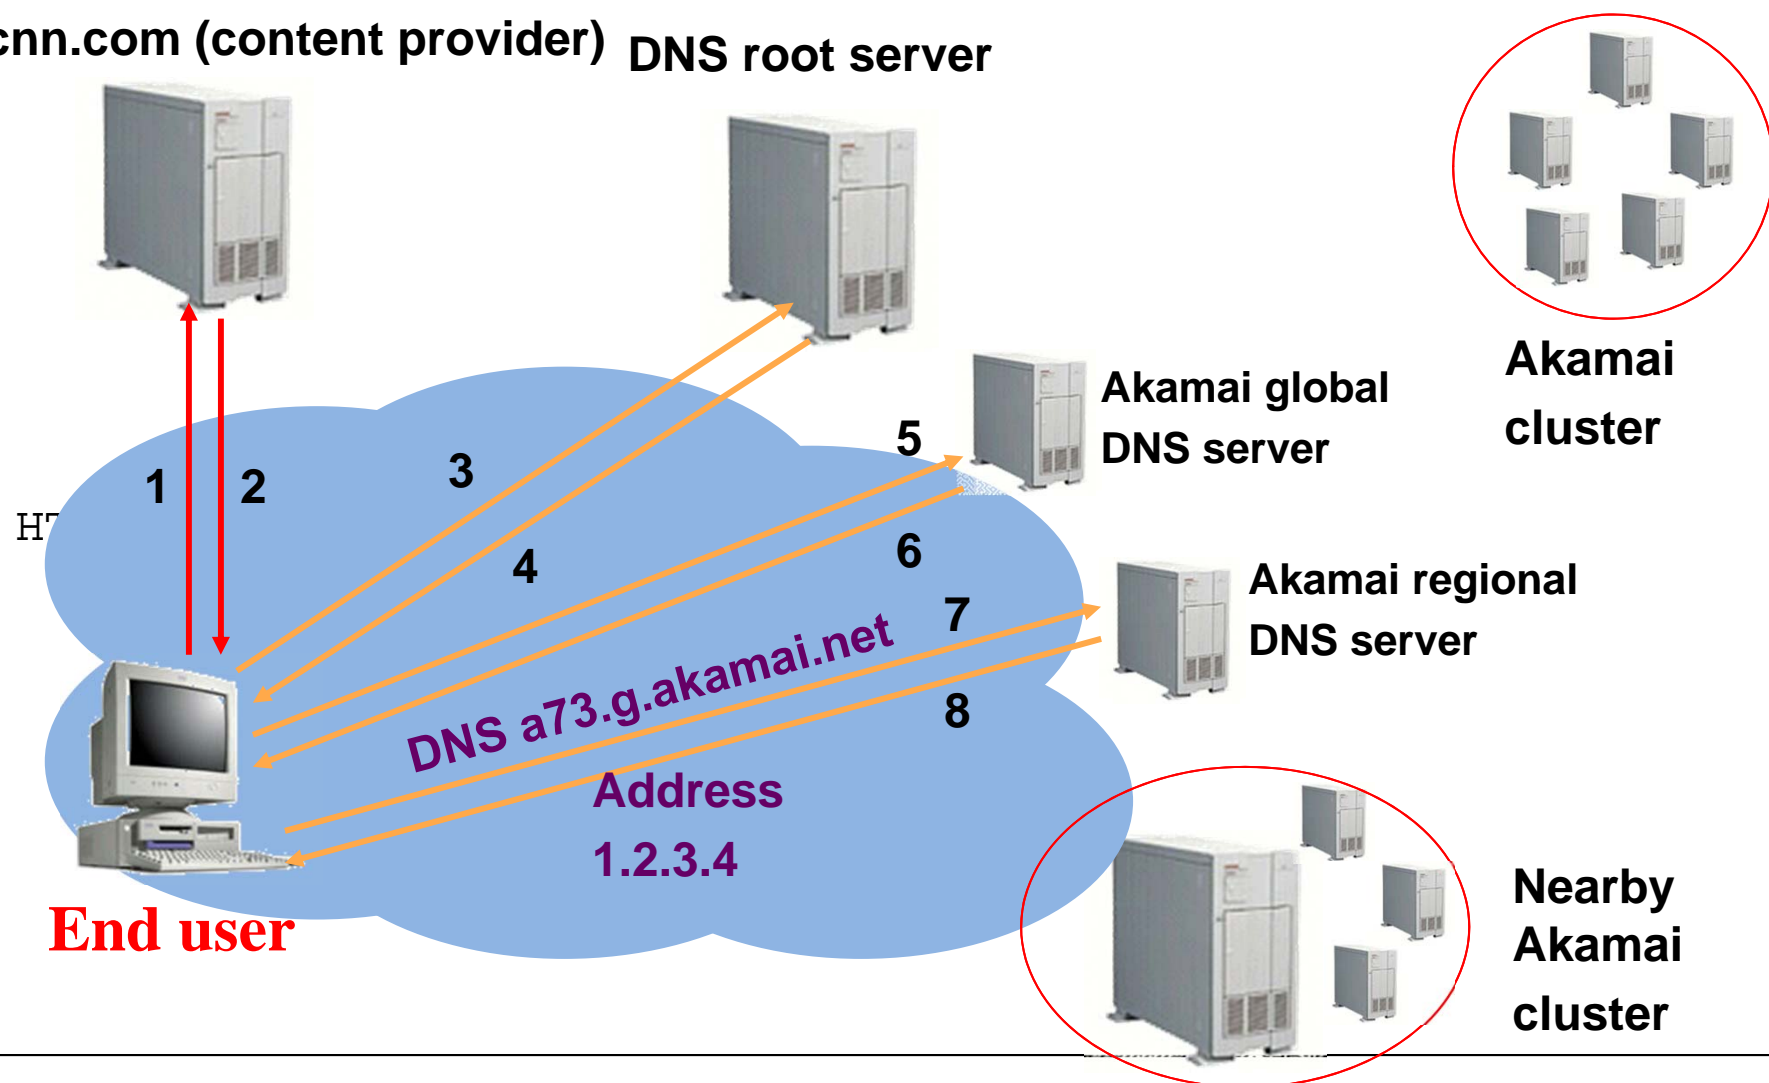 cnn.com (content provider)
DNS root server
Akamai
cluster
Akamai global
DNS server
5
3
1
2
4
6
Akamai regional
DNS server
7
DNS a73.g.akamai.net
8
Address
1.2.3.4
End user
Nearby
Akamai
cluster